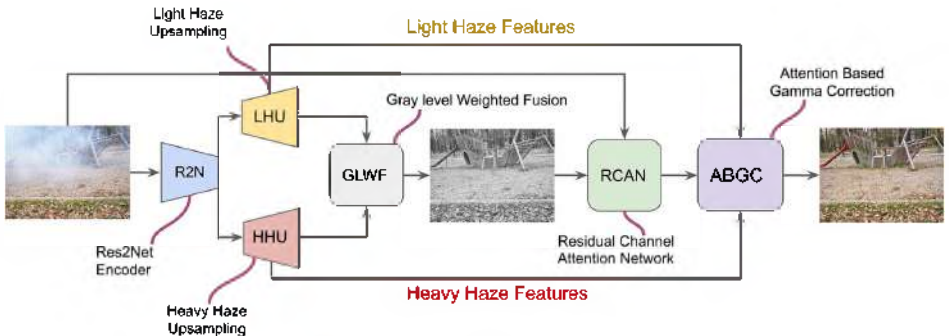 Light Haze
Upsampling
Light Haze Features
Attention Based
Gamma Correction
LHU
Gray level Weighted Fusion
R2N
GLWF
RCAN
ABGC
HHU
Res2Net
Encoder
Residual Channel
Attention Network
Heavy Haze Features
Heavy Haze
Upsampling